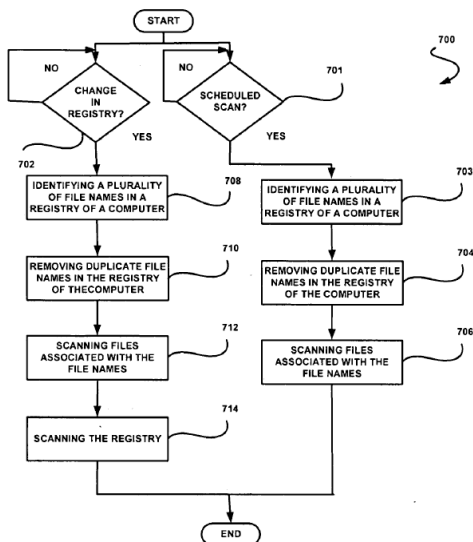 START
700
NO
NO
701
CHANGE
IN
REGISTRY?
SCHEDULED
SCAN?
YES
YES
702
708
703
IDENTIFYING A PLURALITY
OF FILE NAMES IN A
REGISTRY OF A COMPUTER
IDENTIFYING A PLURALITY
OF FILE NAMES IN A
REGISTRY OF A COMPUTER
710
704
REMOVING DUPLICATE FILE
NAMES IN THE REGISTRY
OF THECOMPUTER
REMOVING DUPLICATE FILE
NAMES IN THE REGISTRY
OF THE COMPUTER
712
706
SCANNING FILES
ASSOCIATED WITH THE
FILE NAMES
SCANNING FILES
ASSOCIATED WITH THE
FILE NAMES
714
SCANNING THE REGISTRY
END